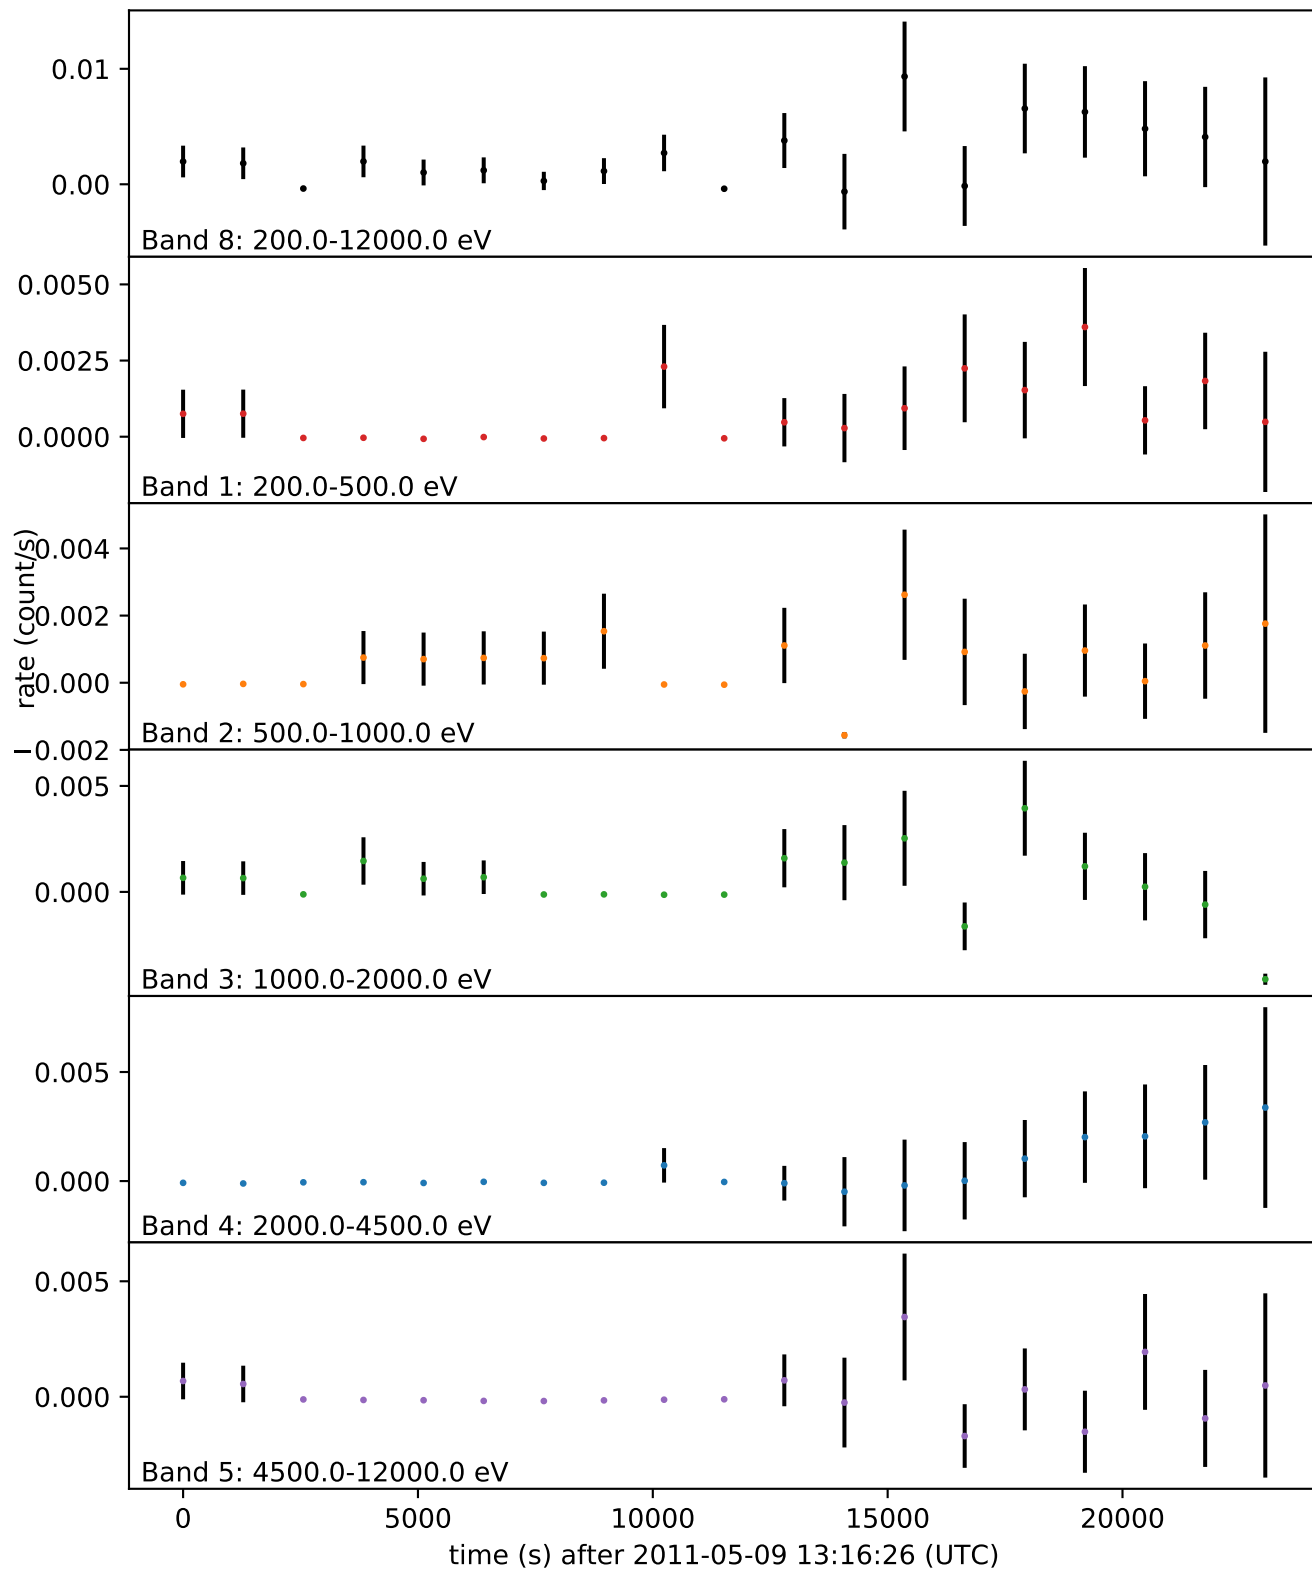 0.01
0.00
Band 8: 200.0-12000.0 eV
0.0050
0.0025
0.0000
Band 1: 200.0-500.0 eV
rate (count/s)
0.004
0.002
0.000
−0.002
Band 2: 500.0-1000.0 eV
0.005
0.000
Band 3: 1000.0-2000.0 eV
0.005
0.000
Band 4: 2000.0-4500.0 eV
0.005
0.000
Band 5: 4500.0-12000.0 eV
0 5000 10000 15000 20000
time (s) after 2011-05-09 13:16:26 (UTC)